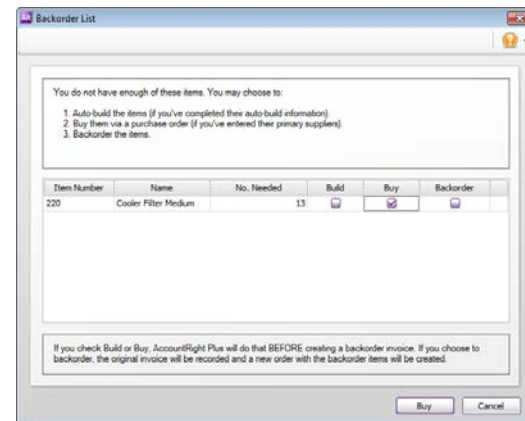 Backorder List
You do not have enough of these items. You may choose to:
1. Auto-build the items (if you've completed their auto-build information).
2. Buy them via a purchase order (if you've entered their primary suppliers).
3. Backorder the items.
Item Number Name No. Needed Build Buy Backorder
220 Cooler Filter Medium 13
If you check Build or Buy, AccountRight Plus will do that BEFORE creating a backorder invoice. If you choose to
backorder, the original invoice will be recorded and a new order with the backorder items will be created.
Buy Cancel